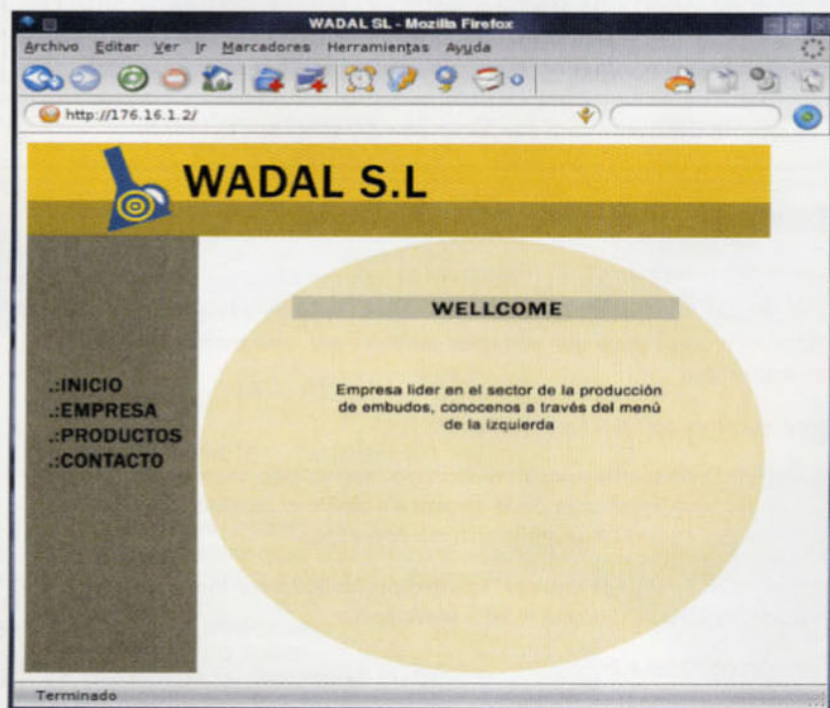 WADAL SL - Mozilla Firefox
Archivo Editar Ver Ir Marcadores Herramientas Ayuda
http://176.16.1.2/
WADAL S.L
WELLCOME
.:INICIO
.:EMPRESA
.:PRODUCTOS
.:CONTACTO
Empresa lider en el sector de la producción
de embudos, conocenos a través del menú
de la izquierda
Terminado